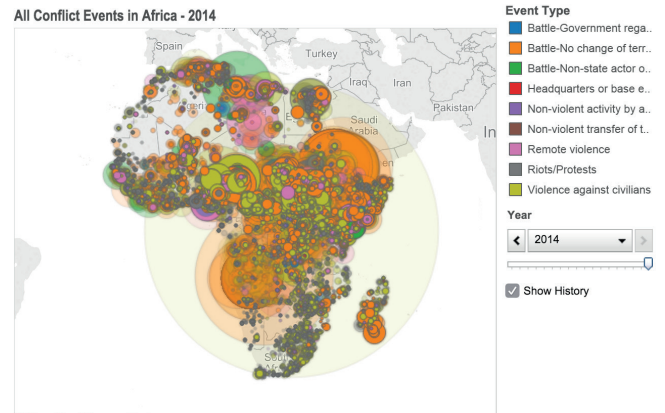 All Conflict Events in Africa - 2014
Event Type
Battle-Government rega..
Battle-No change of terr..
Battle-Non-state actor o..
Headquarters or base e..
Non-violent activity by a..
Non-violent transfer of t..
Remote violence
Riots/Protests
Violence against civilians
Year
2014
Show History
Spain
Turkey
Iraq
Iran
Pakistan
Saudi
Arabia
In